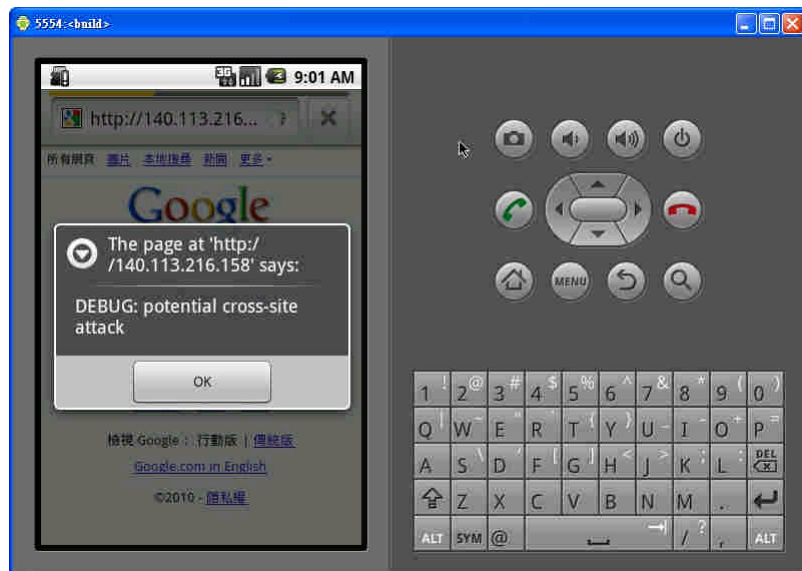 5554:<build>
3G 9:01 AM
http://140.113.216...
所有網頁 圖片 本地搜尋 新聞 更多
Google
The page at 'http:/
/140.113.216.158' says:
DEBUG: potential cross-site
attack
OK
檢視 Google： 行動版 | 傳統版
Google.com in English
©2010 - 隱私權
MENU
1 ! 2 @ 3 # 4 $ 5 % 6 ^ 7 & 8 * 9 ( 0 )
Q | W ~ E " R ` T { Y } U _ I - O + P =
A S \ D ' F [ G ] H < J > K ; L : DEL
Z X C V B N M .
ALT SYM @ / ? , ALT